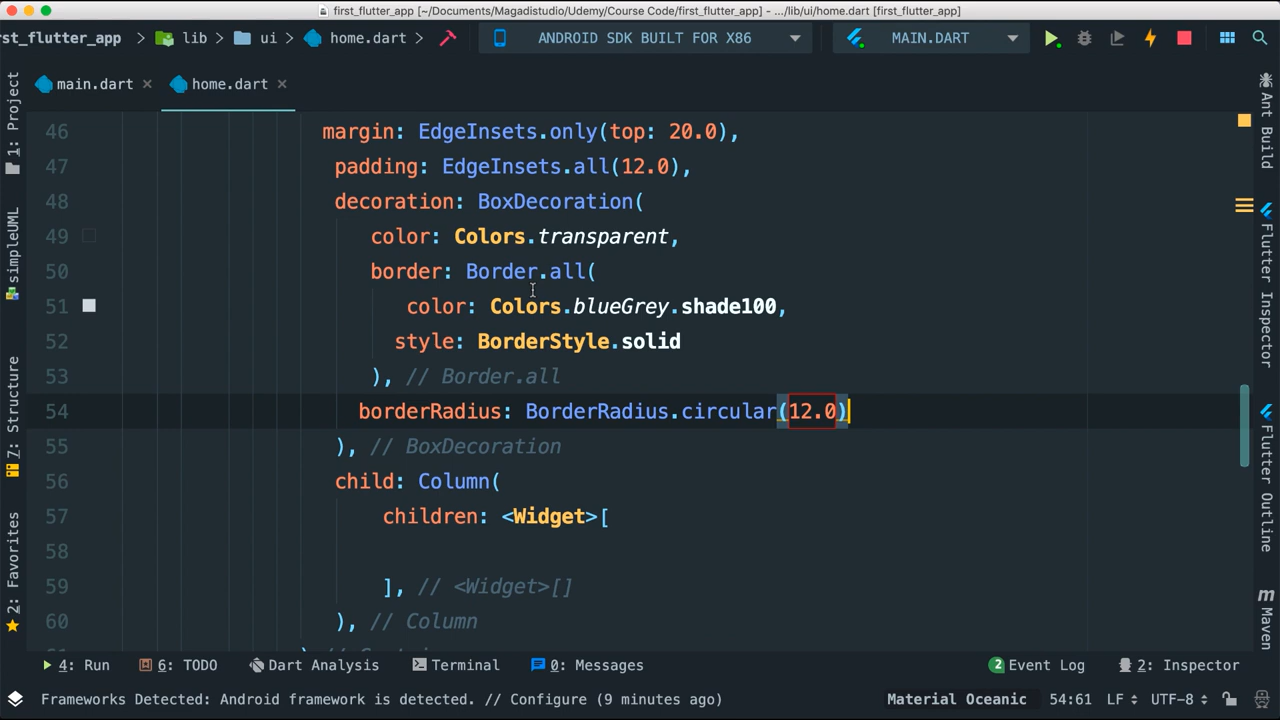 first_flutter_app [~/Documents/Magadistudio/Udemy/Course Code/first_flutter_app] - .../lib/ui/home.dart [first_flutter_app]
rst_flutter_app lib ui home.dart ANDROID SDK BUILT FOR X86 MAIN.DART
main.dart home.dart
1: Project
simpleUML
7: Structure
2: Favorites
46 margin: EdgeInsets.only(top: 20.0),
47 padding: EdgeInsets.all(12.0),
48 decoration: BoxDecoration(
49 color: Colors.transparent,
50 border: Border.all(
51 color: Colors.blueGrey.shade100,
52 style: BorderStyle.solid
53 ), // Border.all
54 borderRadius: BorderRadius.circular(12.0)
55 ), // BoxDecoration
56 child: Column(
57 children: <Widget>[
58
59 ], // <Widget>[]
60 ), // Column
Ant Build
Flutter Inspector
Flutter Outline
Maven
4: Run 6: TODO Dart Analysis Terminal 0: Messages 2 Event Log 2: Inspector
Frameworks Detected: Android framework is detected. // Configure (9 minutes ago) Material Oceanic 54:61 LF UTF-8